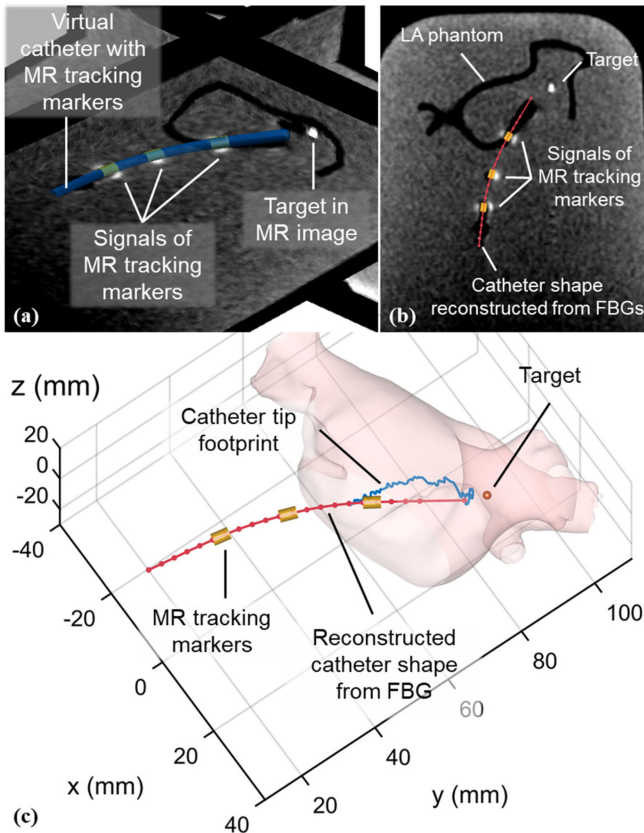 Virtual
catheter with
MR tracking
markers
Signals of
MR tracking
markers
Target in
MR image
(a)
LA phantom
Target
Signals of
MR tracking
markers
Catheter shape
reconstructed from FBGs
(b)
z (mm)
20
0
-20
-40
-20
0
20
40
x (mm)
20
40
60
80
100
y (mm)
Catheter tip
footprint
Target
MR tracking
markers
Reconstructed
catheter shape
from FBG
(c)